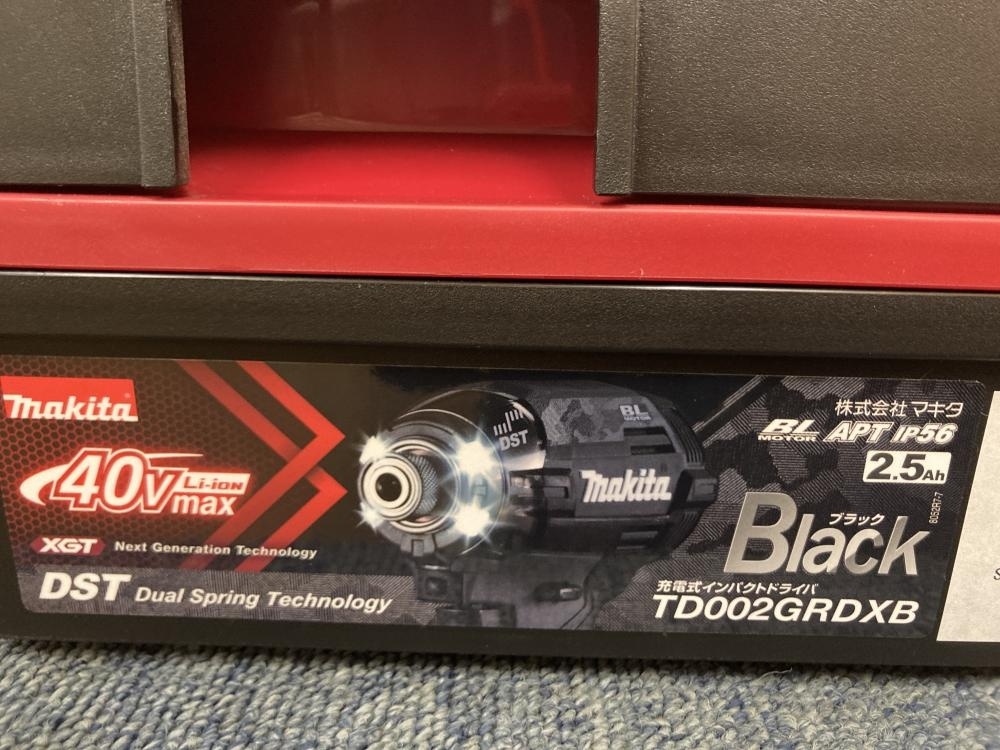 makita
40Vmax Li-ion
XGT Next Generation Technology
DST Dual Spring Technology
DST
BL MOTOR
makita
株式会社 マキタ
BL MOTOR APT IP56
2.5Ah
ブラック
Black
充電式インパクトドライバ
TD002GRDXB